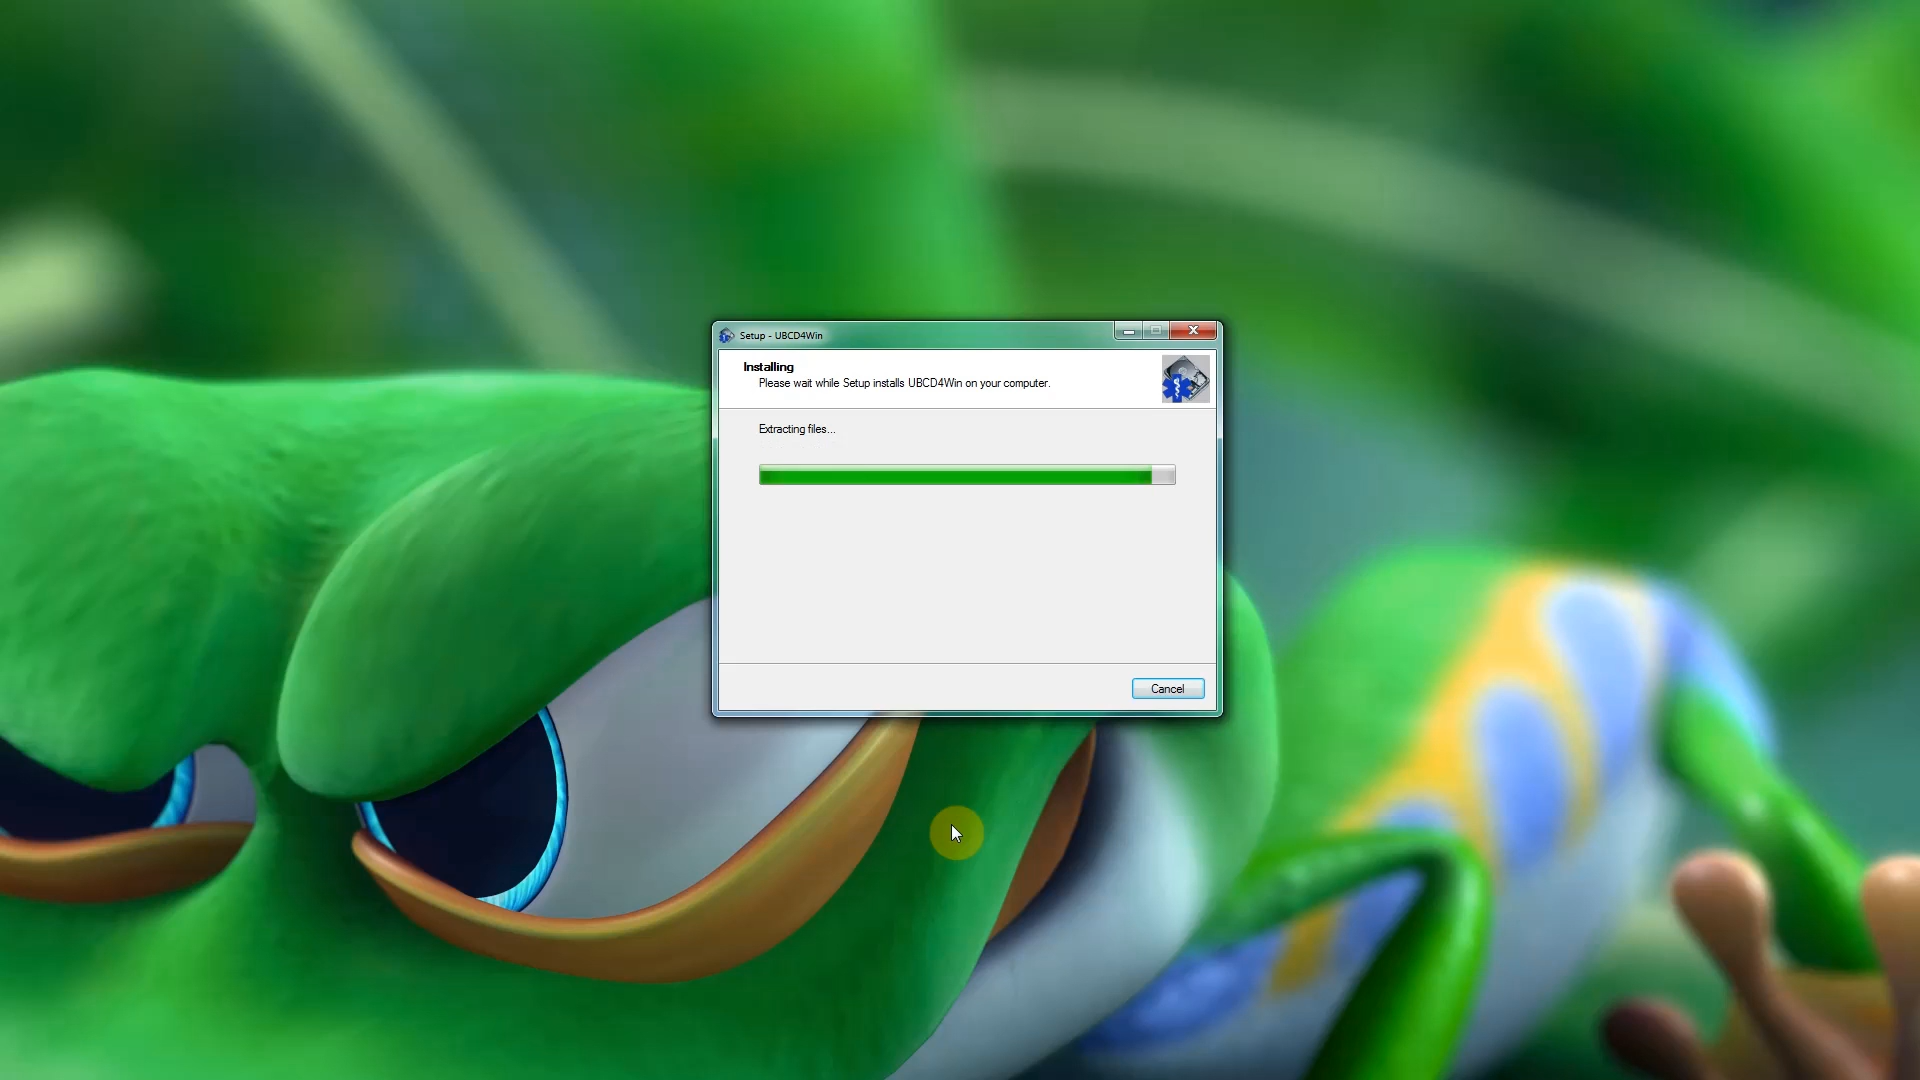 Setup - UBCD4Win
Installing
Please wait while Setup installs UBCD4Win on your computer.
Extracting files...
Cancel